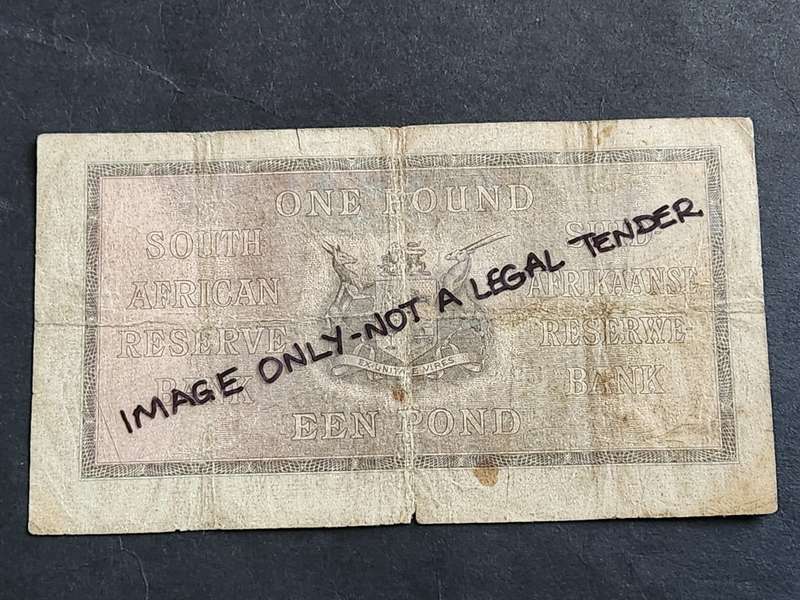 ONE POUND
SOUTH
AFRICAN
RESERVE
BANK
SUID-
AFRIKAANSE
RESERWE-
BANK
EX UNITATE VIRES
EEN POND
IMAGE ONLY-NOT A LEGAL TENDER